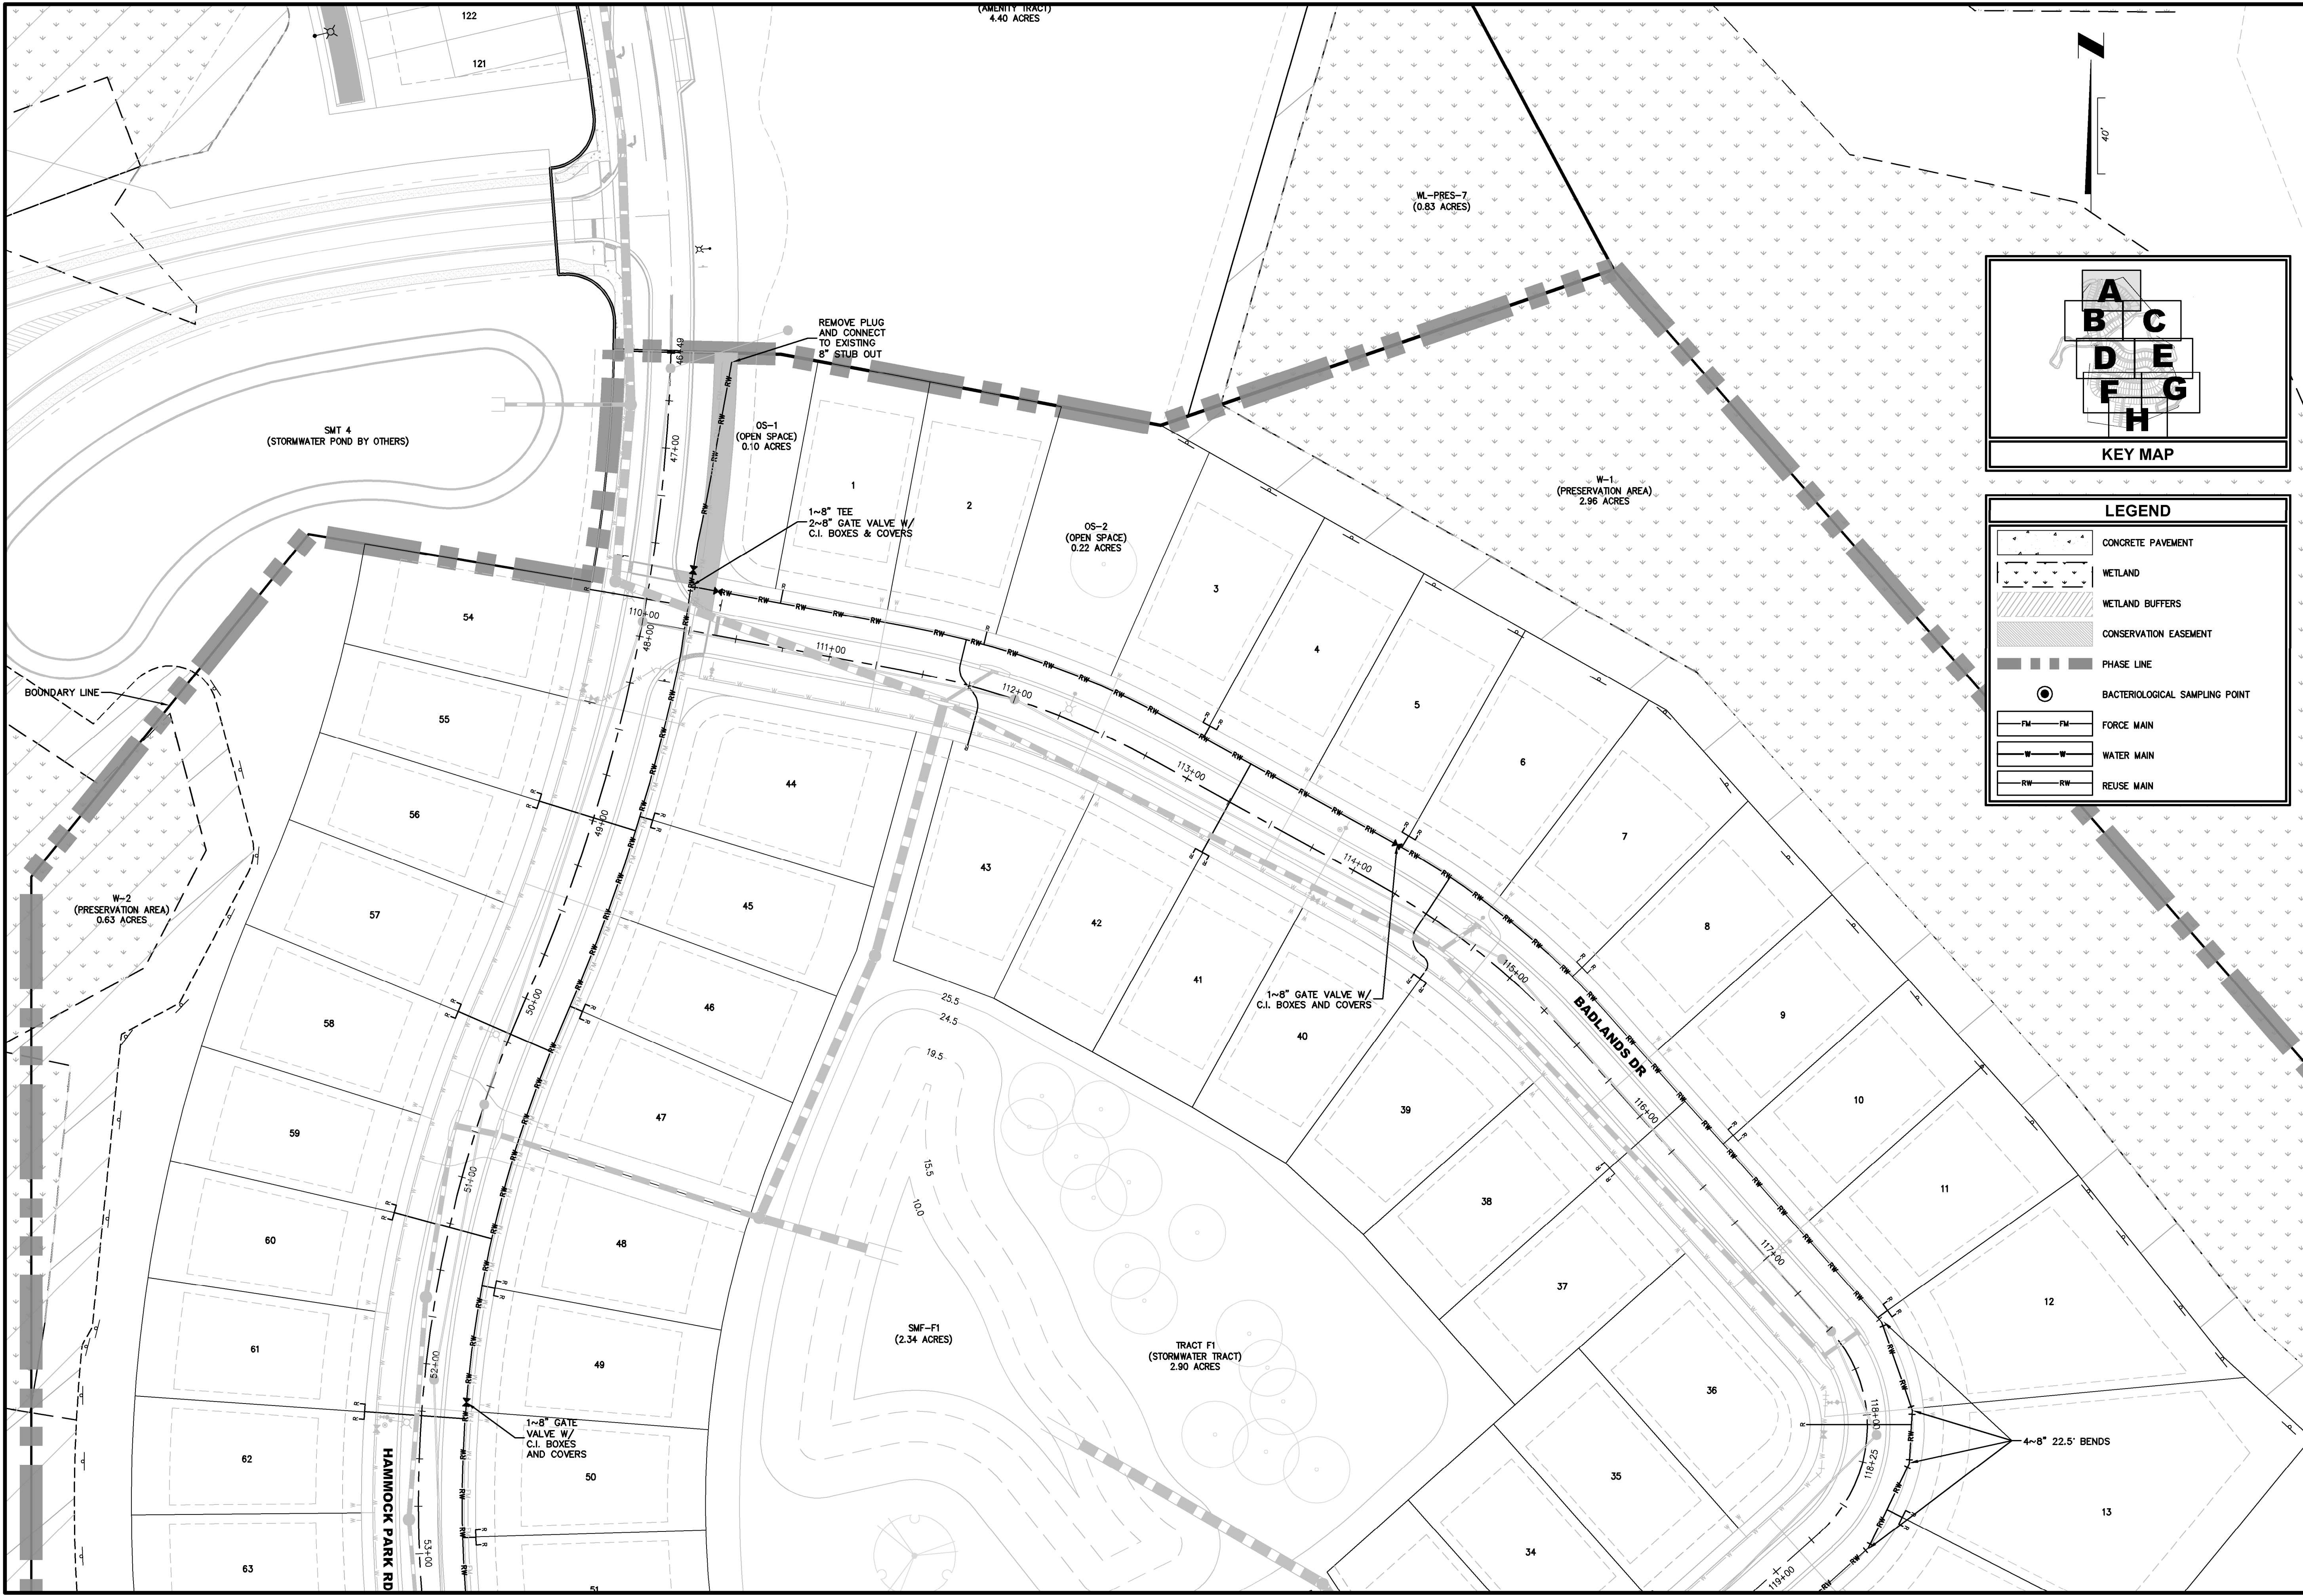 122
121
(AMENITY TRACT)
4.40 ACRES
N
40'
WL-PRES-7
(0.83 ACRES)
A
B
C
D
E
F
G
H
KEY MAP
REMOVE PLUG
AND CONNECT
TO EXISTING
8" STUB OUT
46+49
47+00
SMT 4
(STORMWATER POND BY OTHERS)
OS-1
(OPEN SPACE)
0.10 ACRES
1
2
1~8" TEE
2~8" GATE VALVE W/
C.I. BOXES & COVERS
OS-2
(OPEN SPACE)
0.22 ACRES
W-1
(PRESERVATION AREA)
2.96 ACRES
LEGEND
CONCRETE PAVEMENT
WETLAND
WETLAND BUFFERS
CONSERVATION EASEMENT
PHASE LINE
BACTERIOLOGICAL SAMPLING POINT
FM FM
FORCE MAIN
W W
WATER MAIN
RW RW
REUSE MAIN
3
4
5
6
7
8
9
10
11
12
13
54
55
56
57
58
59
60
61
62
63
BOUNDARY LINE
W-2
(PRESERVATION AREA)
0.63 ACRES
110+00
111+00
112+00
113+00
114+00
115+00
116+00
117+00
118+00
118+25
119+00
48+00
49+00
50+00
51+00
52+00
53+00
44
45
46
47
48
49
50
51
43
42
41
40
39
38
37
36
35
34
1~8" GATE VALVE W/
C.I. BOXES AND COVERS
BADLANDS DR
25.5
24.5
19.5
15.5
10.0
SMF-F1
(2.34 ACRES)
TRACT F1
(STORMWATER TRACT)
2.90 ACRES
1~8" GATE
VALVE W/
C.I. BOXES
AND COVERS
HAMMOCK PARK RD
4~8" 22.5° BENDS